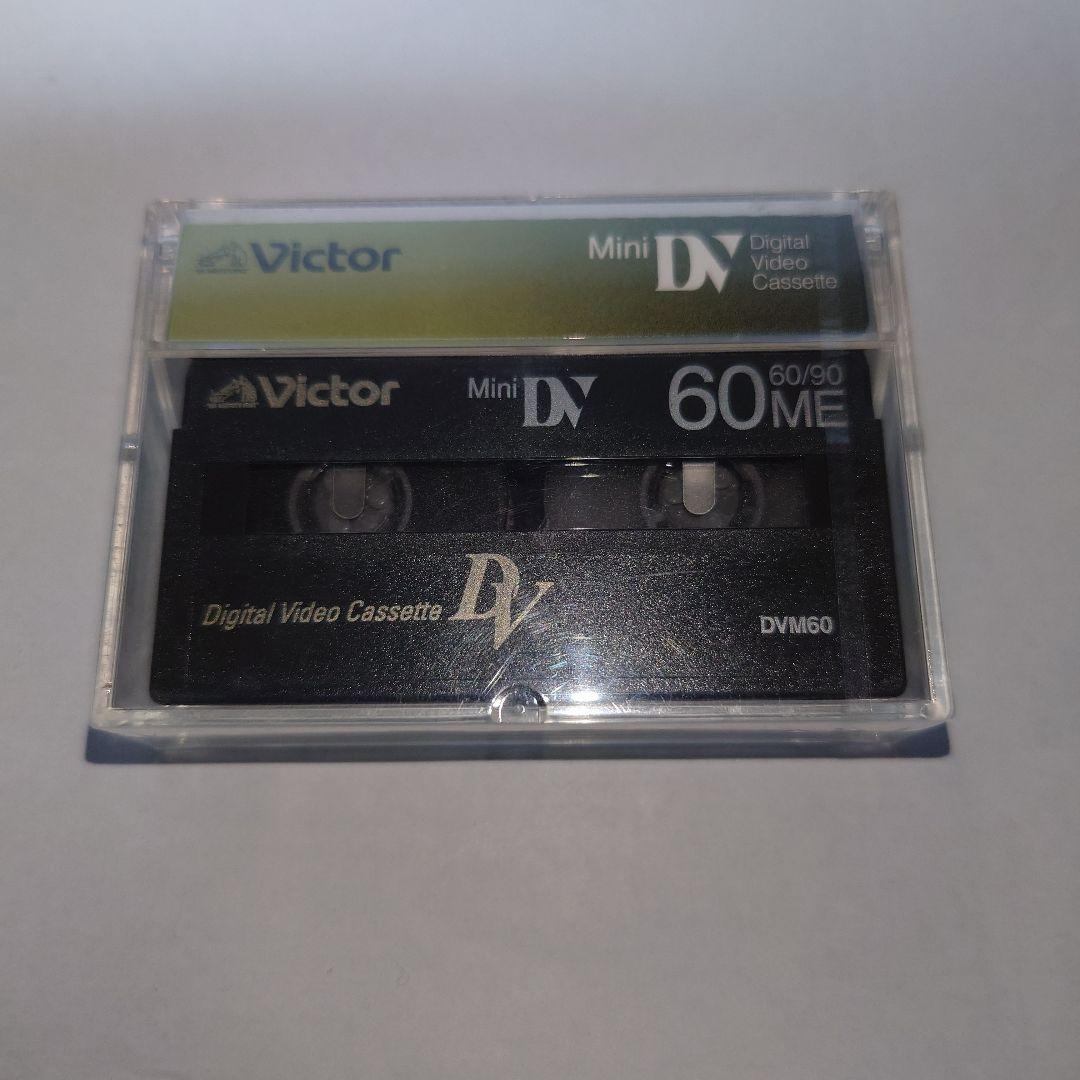 Victor
Mini DV Digital Video Cassette
Victor
Mini DV
60 60/90 ME
Digital Video Cassette DV
DVM60